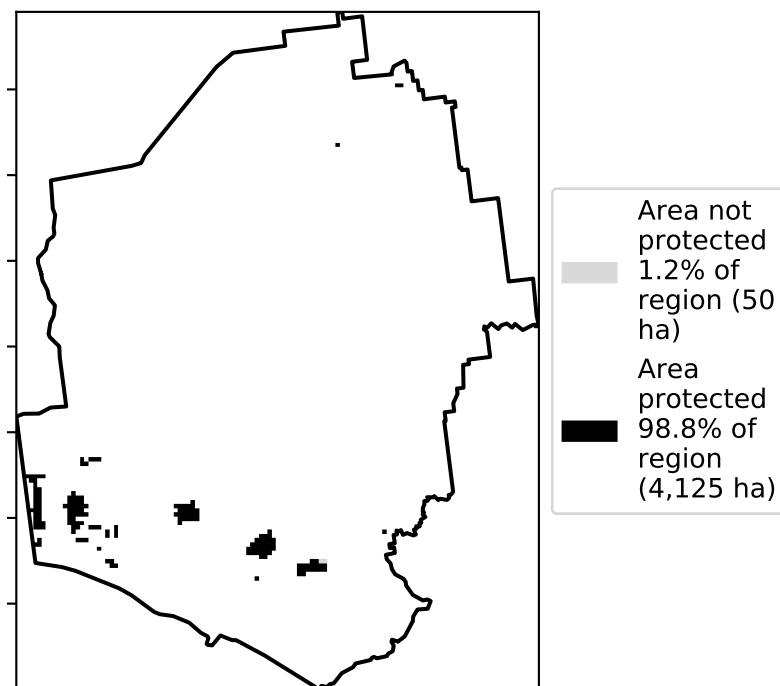 Area not
protected
1.2% of
region (50
ha)
Area
protected
98.8% of
region
(4,125 ha)